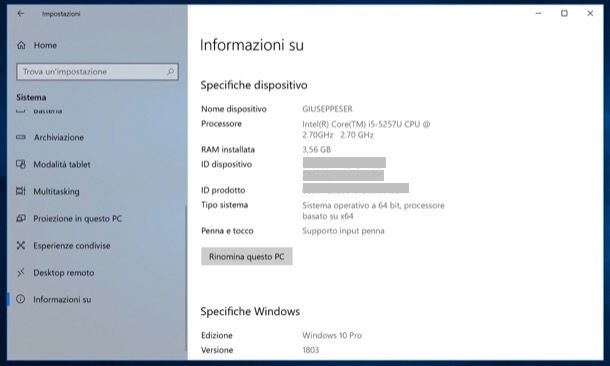 Impostazioni
Home
Trova un'impostazione
Sistema
Batteria
Archiviazione
Modalità tablet
Multitasking
Proiezione in questo PC
Esperienze condivise
Desktop remoto
Informazioni su
Informazioni su
Specifiche dispositivo
Nome dispositivo GIUSEPPESER
Processore Intel(R) Core(TM) i5-5257U CPU @
2.70GHz 2.70 GHz
RAM installata 3,56 GB
ID dispositivo
ID prodotto
Tipo sistema Sistema operativo a 64 bit, processore
basato su x64
Penna e tocco Supporto input penna
Rinomina questo PC
Specifiche Windows
Edizione Windows 10 Pro
Versione 1803